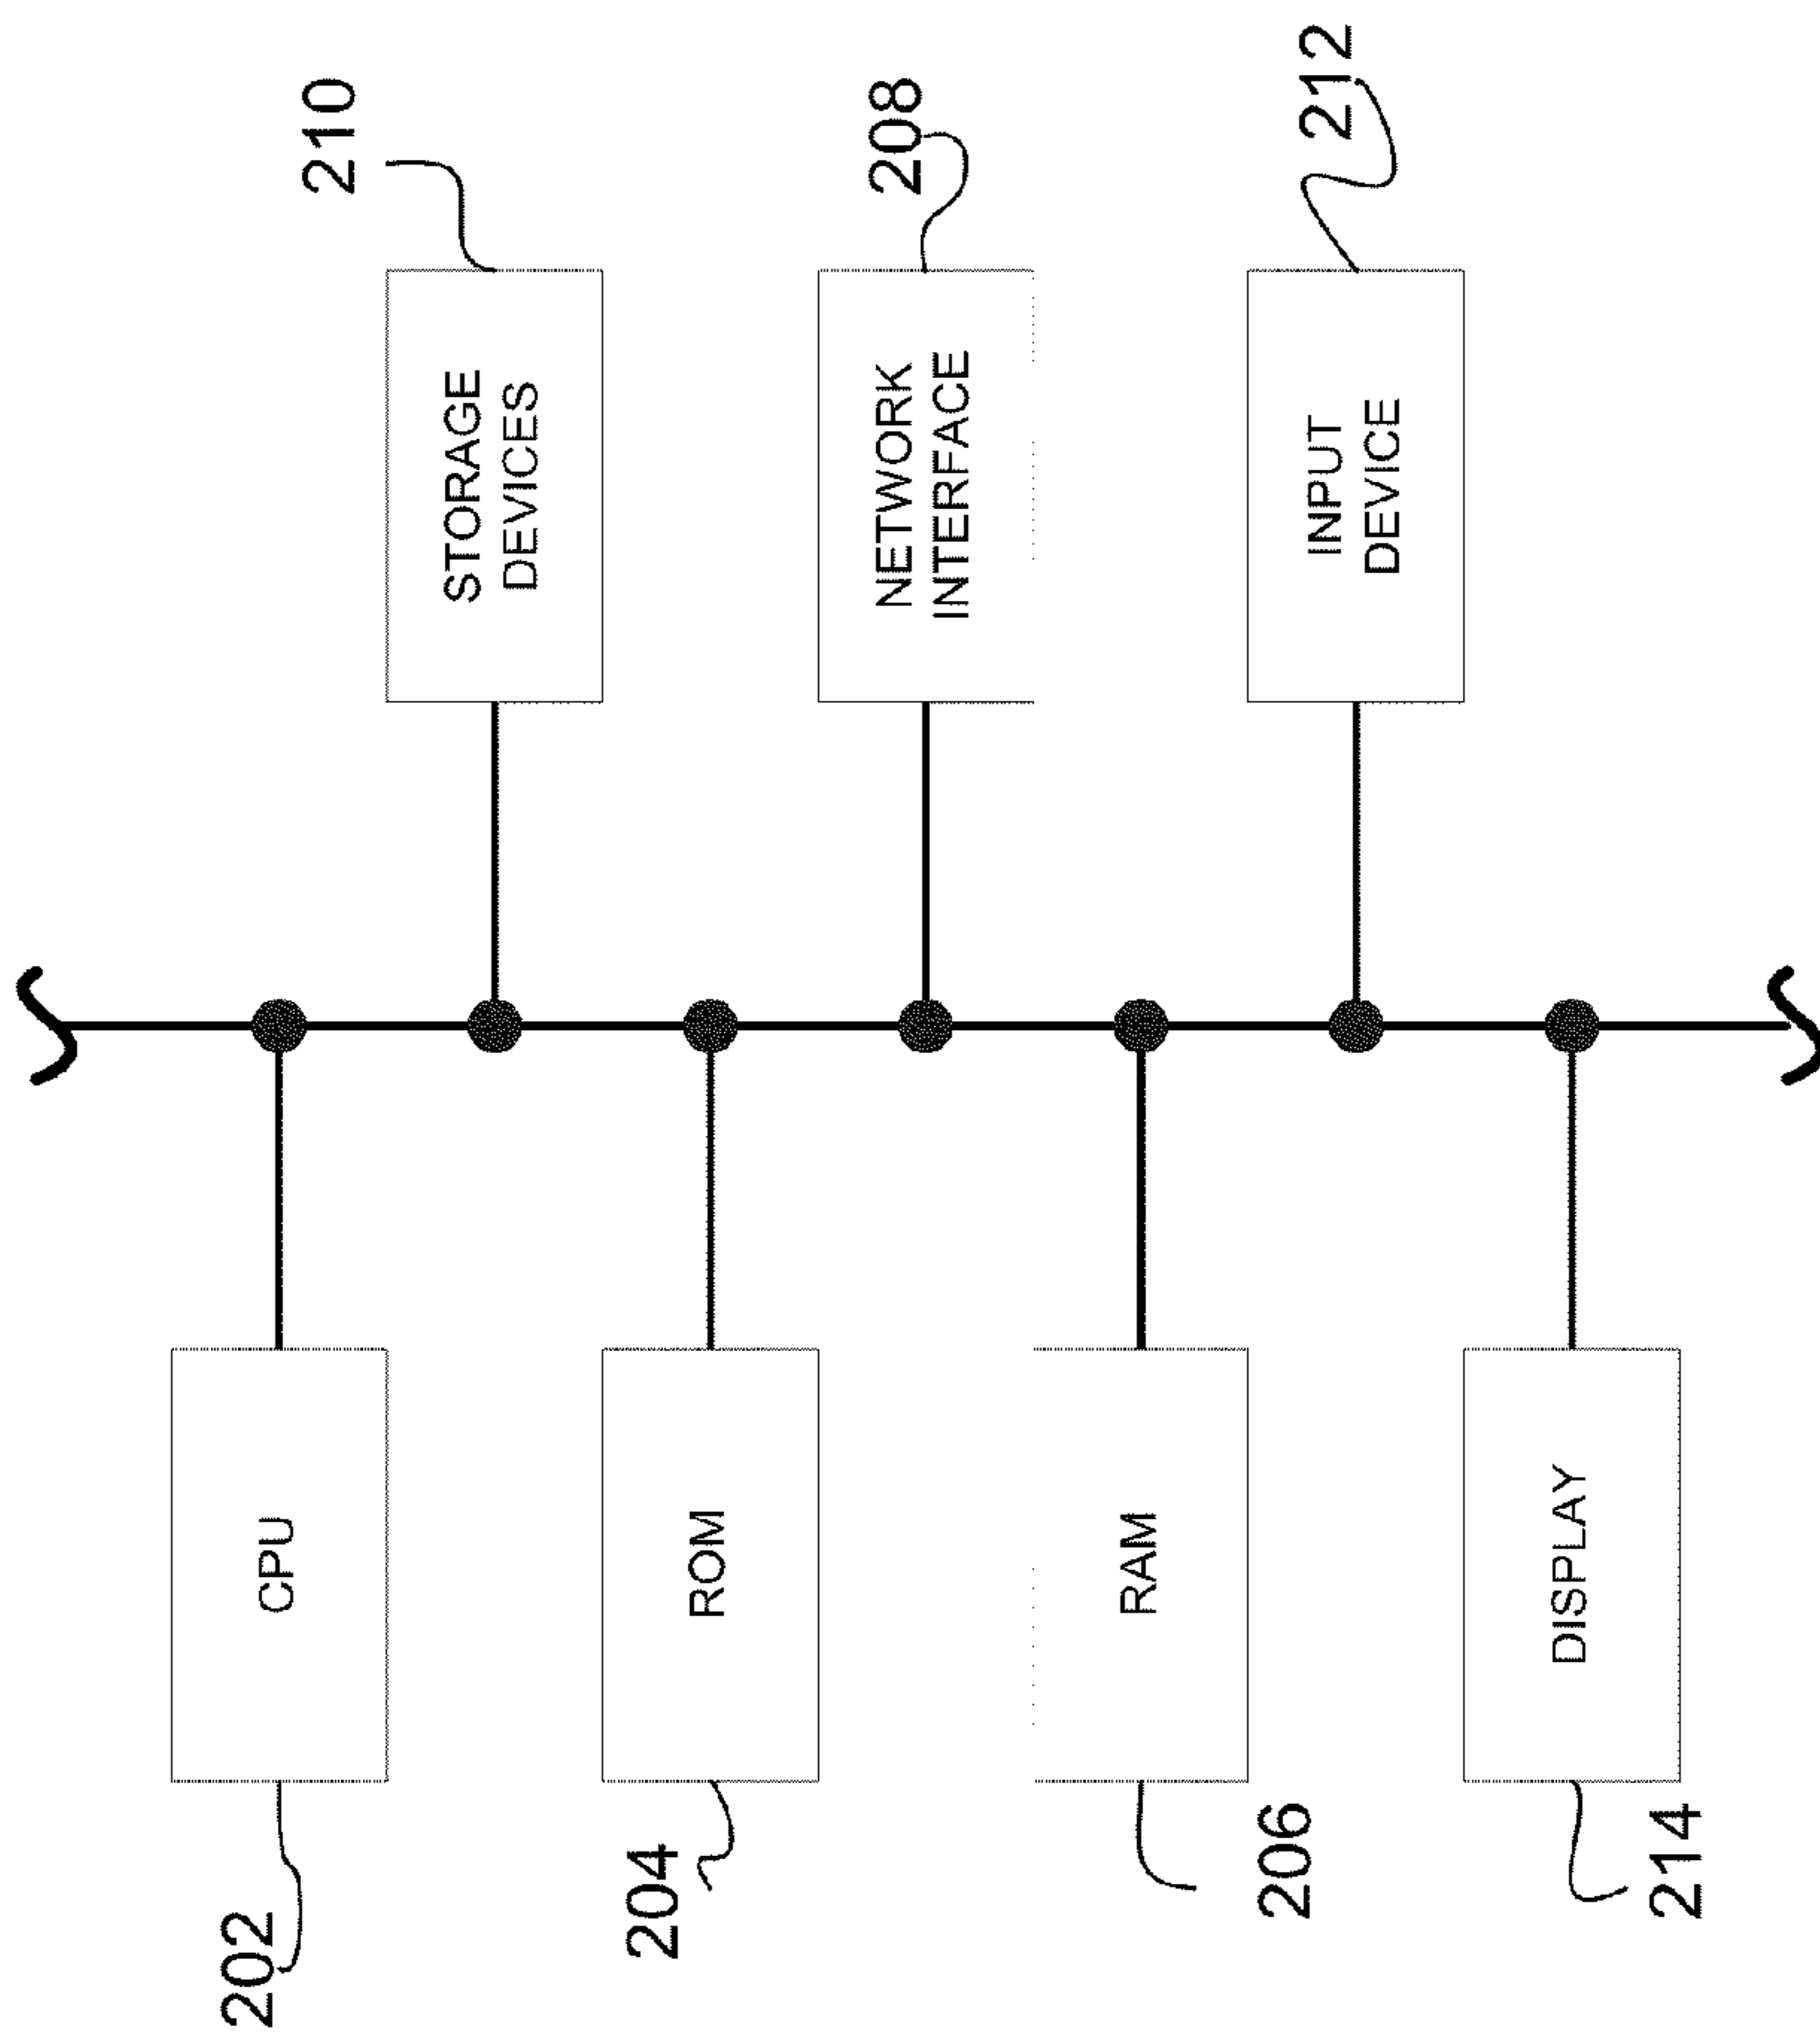 210
STORAGE
DEVICES
208
NETWORK
INTERFACE
212
INPUT
DEVICE
CPU
202
ROM
204
RAM
206
DISPLAY
214